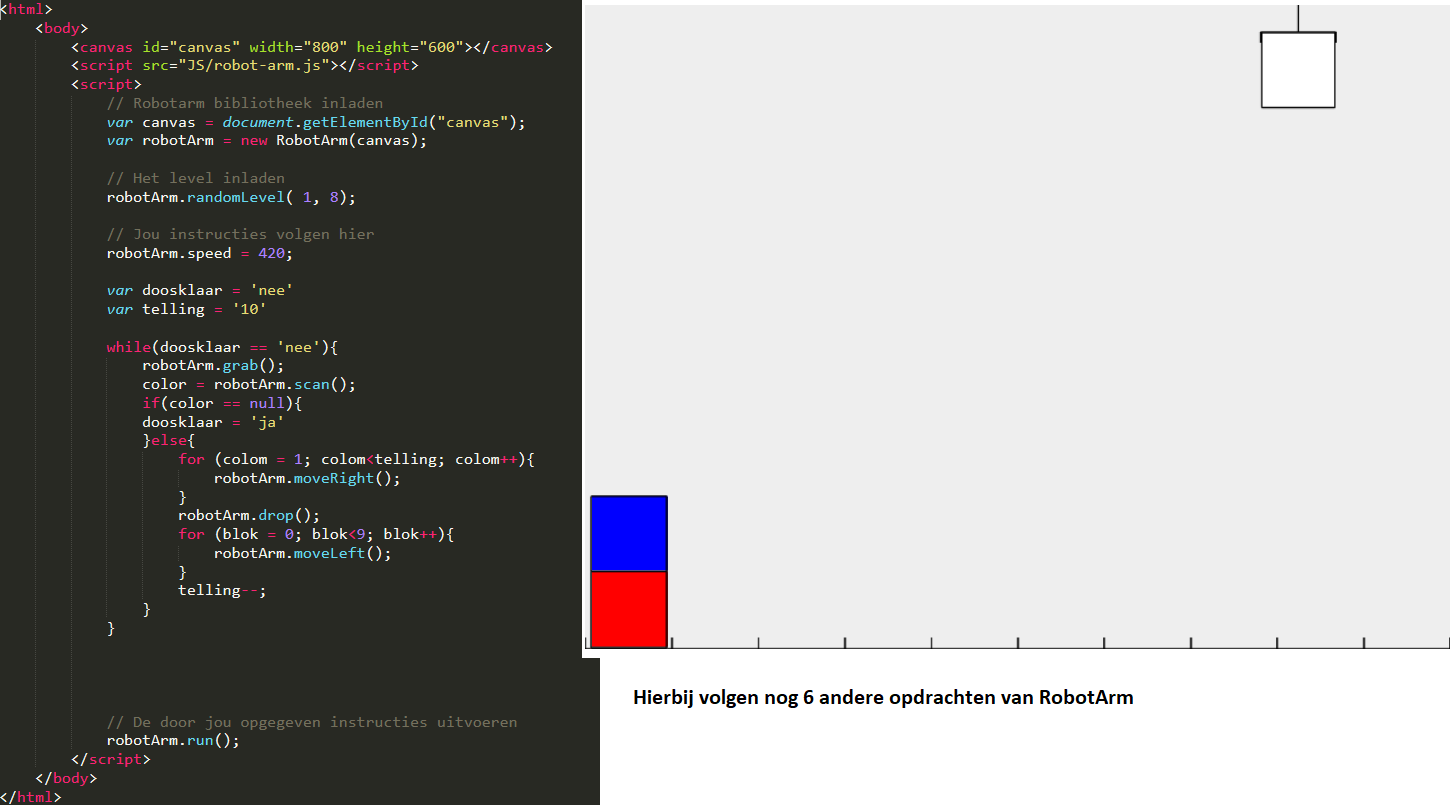 <html>
<body>
<canvas id="canvas" width="800" height="600"></canvas>
<script src="JS/robot-arm.js"></script>
<script>
// Robotarm bibliotheek inladen
var canvas = document.getElementById("canvas");
var robotArm = new RobotArm(canvas);
// Het level inladen
robotArm.randomLevel( 1, 8);
// Jou instructies volgen hier
robotArm.speed = 420;
var doosklaar = 'nee'
var telling = '10'
while(doosklaar == 'nee'){
robotArm.grab();
color = robotArm.scan();
if(color == null){
doosklaar = 'ja'
}else{
for (colom = 1; colom<telling; colom++){
robotArm.moveRight();
}
robotArm.drop();
for (blok = 0; blok<9; blok++){
robotArm.moveLeft();
}
telling--;
}
}
// De door jou opgegeven instructies uitvoeren
robotArm.run();
</script>
</body>
</html>
Hierbij volgen nog 6 andere opdrachten van RobotArm